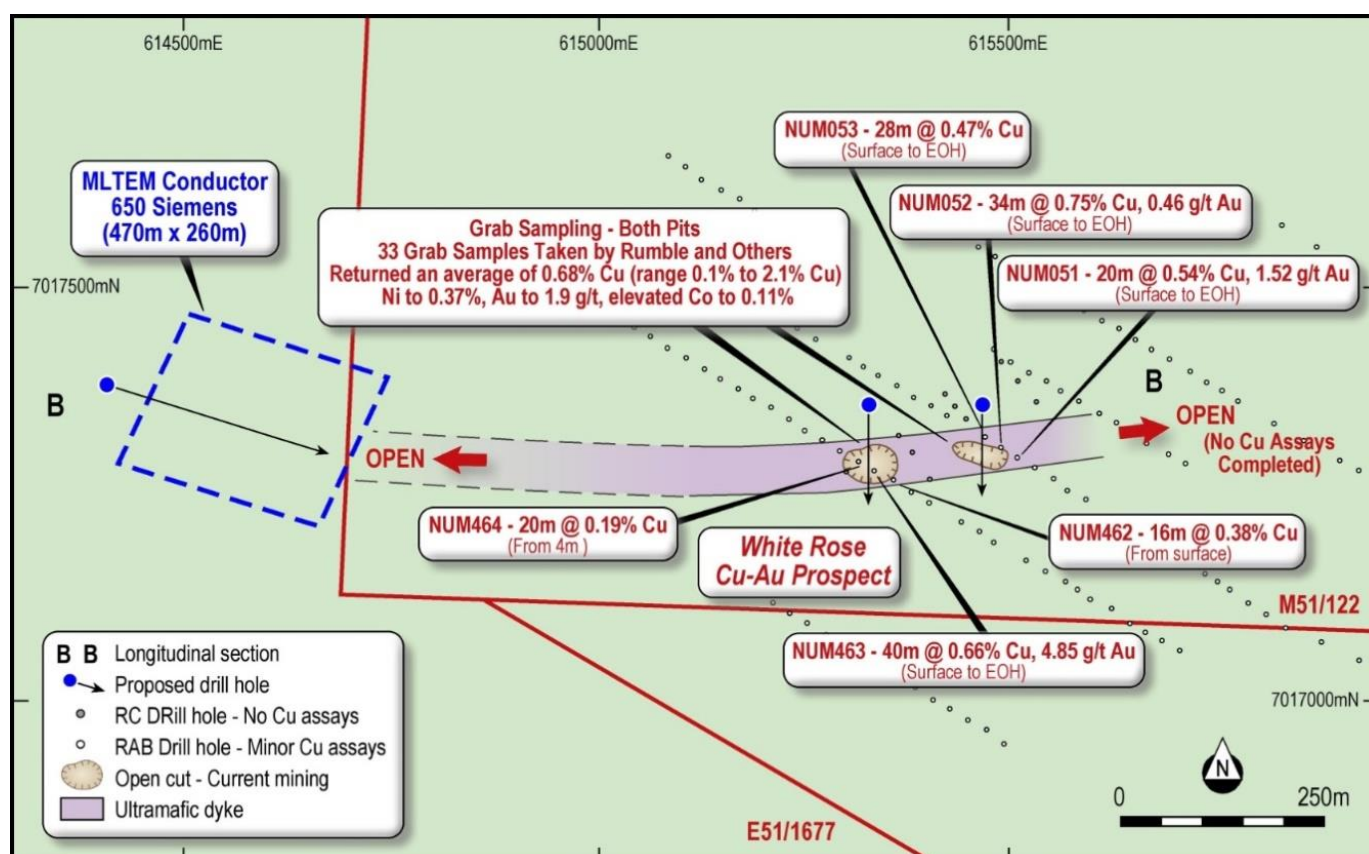 614500mE
615000mE
615500mE
NUM053 - 28m @ 0.47% Cu
(Surface to EOH)
MLTEM Conductor
650 Siemens
(470m x 260m)
NUM052 - 34m @ 0.75% Cu, 0.46 g/t Au
(Surface to EOH)
Grab Sampling - Both Pits
33 Grab Samples Taken by Rumble and Others
Returned an average of 0.68% Cu (range 0.1% to 2.1% Cu)
Ni to 0.37%, Au to 1.9 g/t, elevated Co to 0.11%
NUM051 - 20m @ 0.54% Cu, 1.52 g/t Au
(Surface to EOH)
7017500mN
B
B
OPEN
OPEN
(No Cu Assays
Completed)
NUM464 - 20m @ 0.19% Cu
(From 4m )
White Rose
Cu-Au Prospect
NUM462 - 16m @ 0.38% Cu
(From surface)
M51/122
NUM463 - 40m @ 0.66% Cu, 4.85 g/t Au
(Surface to EOH)
B B Longitudinal section
Proposed drill hole
RC DRill hole - No Cu assays
RAB Drill hole - Minor Cu assays
Open cut - Current mining
Ultramafic dyke
7017000mN
N
0 250m
E51/1677